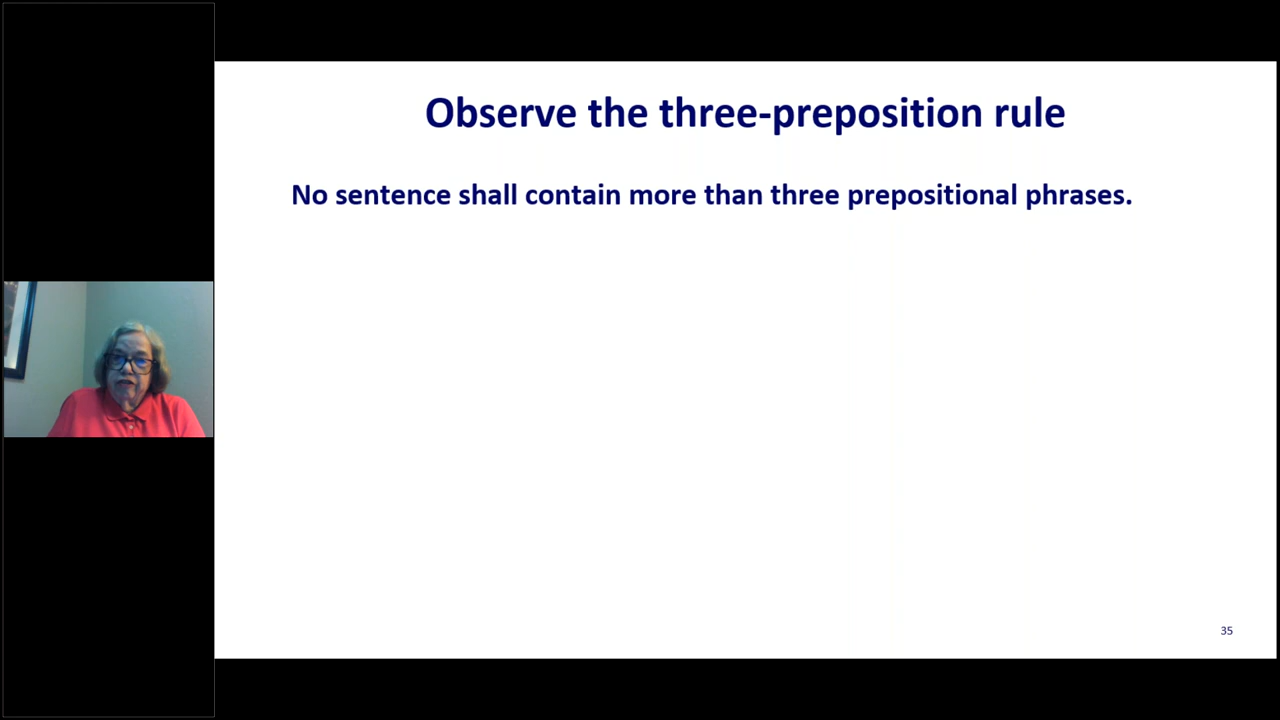 Observe the three-preposition rule
No sentence shall contain more than three prepositional phrases.
35